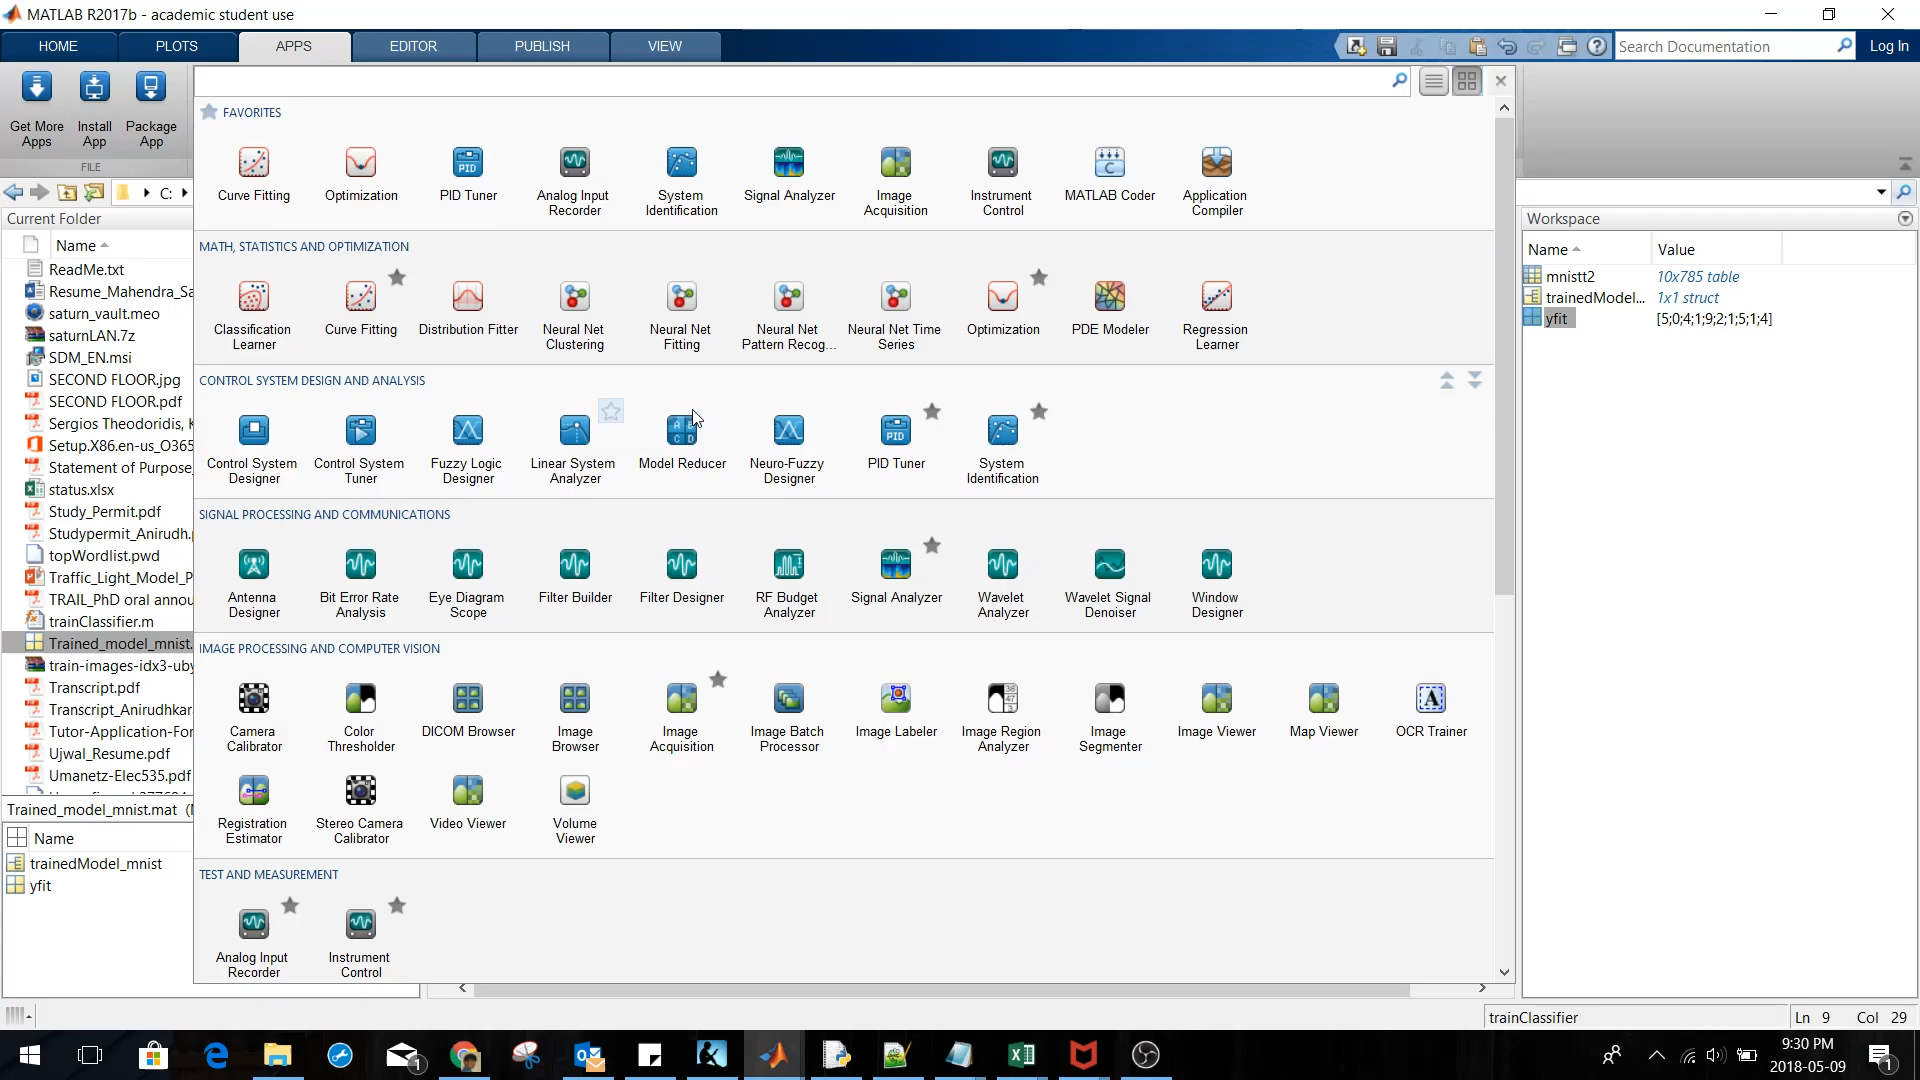 MATLAB R2017b - academic student use
HOME
PLOTS
APPS
EDITOR
PUBLISH
VIEW
Search Documentation
Log In
Get More
Apps
Install
App
Package
App
FILE
FAVORITES
Curve Fitting
Optimization
PID Tuner
Analog Input
Recorder
System
Identification
Signal Analyzer
Image
Acquisition
Instrument
Control
MATLAB Coder
Application
Compiler
C:
Current Folder
Name
ReadMe.txt
Resume_Mahendra_Sa
saturn_vault.meo
saturnLAN.7z
SDM_EN.msi
SECOND FLOOR.jpg
SECOND FLOOR.pdf
Sergios Theodoridis, K
Setup.X86.en-us_O365
Statement of Purpose
status.xlsx
Study_Permit.pdf
Studypermit_Anirudh.
topWordlist.pwd
Traffic_Light_Model_P
TRAIL_PhD oral annou
trainClassifier.m
Trained_model_mnist.
train-images-idx3-uby
Transcript.pdf
Transcript_Anirudhkar
Tutor-Application-For
Ujwal_Resume.pdf
Umanetz-Elec535.pdf
Trained_model_mnist.mat
Name
trainedModel_mnist
yfit
MATH, STATISTICS AND OPTIMIZATION
Classification
Learner
Curve Fitting
Distribution Fitter
Neural Net
Clustering
Neural Net
Fitting
Neural Net
Pattern Recog...
Neural Net Time
Series
Optimization
PDE Modeler
Regression
Learner
CONTROL SYSTEM DESIGN AND ANALYSIS
Control System
Designer
Control System
Tuner
Fuzzy Logic
Designer
Linear System
Analyzer
Model Reducer
Neuro-Fuzzy
Designer
PID Tuner
System
Identification
SIGNAL PROCESSING AND COMMUNICATIONS
Antenna
Designer
Bit Error Rate
Analysis
Eye Diagram
Scope
Filter Builder
Filter Designer
RF Budget
Analyzer
Signal Analyzer
Wavelet
Analyzer
Wavelet Signal
Denoiser
Window
Designer
IMAGE PROCESSING AND COMPUTER VISION
Camera
Calibrator
Color
Thresholder
DICOM Browser
Image
Browser
Image
Acquisition
Image Batch
Processor
Image Labeler
Image Region
Analyzer
Image
Segmenter
Image Viewer
Map Viewer
OCR Trainer
Registration
Estimator
Stereo Camera
Calibrator
Video Viewer
Volume
Viewer
TEST AND MEASUREMENT
Analog Input
Recorder
Instrument
Control
Workspace
Name Value
mnistt2 10x785 table
trainedModel... 1x1 struct
yfit [5;0;4;1;9;2;1;5;1;4]
trainClassifier
Ln 9 Col 29
9:30 PM
2018-05-09